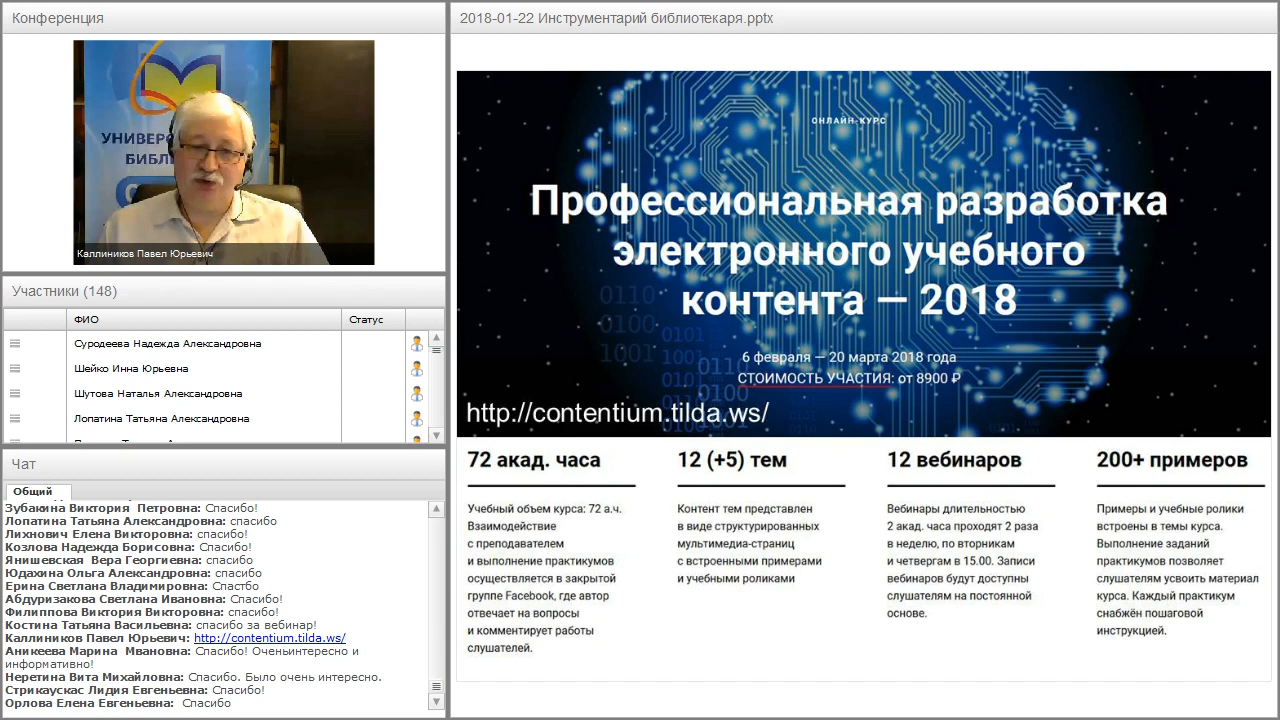 Конференция
УНИВЕР
БИБЛ
Каллиников Павел Юрьевич
Участники (148)
ФИО
Статус
Суродеева Надежда Александровна
Шейко Инна Юрьевна
Шутова Наталья Александровна
Лопатина Татьяна Александровна
Чат
Общий
Зубакина Виктория Петровна: Спасибо!
Лопатина Татьяна Александровна: спасибо
Лихнович Елена Викторовна: спасибо!
Козлова Надежда Борисовна: Спасибо!
Янишевская Вера Георгиевна: спасибо
Юдахина Ольга Александровна: спасибо
Ерина Светлана Владимировна: Спастбо
Абдуризакова Светлана Ивановна: Спасибо!
Филиппова Виктория Викторовна: спасибо!
Костина Татьяна Васильевна: спасибо за вебинар!
Каллиников Павел Юрьевич: http://contentium.tilda.ws/
Аникеева Марина Мвановна: Спасибо! Оченьинтересно и
информативно!
Неретина Вита Михайловна: Спасибо. Было очень интересно.
Стрикаускас Лидия Евгеньевна: Спасибо!
Орлова Елена Евгеньевна: Спасибо
2018-01-22 Инструментарий библиотекаря.pptx
ОНЛАЙН-КУРС
Профессиональная разработка
электронного учебного
контента — 2018
6 февраля — 20 марта 2018 года
СТОИМОСТЬ УЧАСТИЯ: от 8900 ₽
http://contentium.tilda.ws/
72 акад. часа
Учебный объем курса: 72 а.ч.
Взаимодействие
с преподавателем
и выполнение практикумов
осуществляется в закрытой
группе Facebook, где автор
отвечает на вопросы
и комментирует работы
слушателей.
12 (+5) тем
Контент тем представлен
в виде структурированных
мультимедиа-страниц
с встроенными примерами
и учебными роликами
12 вебинаров
Вебинары длительностью
2 акад. часа проходят 2 раза
в неделю, по вторникам
и четвергам в 15.00. Записи
вебинаров будут доступны
слушателям на постоянной
основе.
200+ примеров
Примеры и учебные ролики
встроены в темы курса.
Выполнение заданий
практикумов позволяет
слушателям усвоить материал
курса. Каждый практикум
снабжён пошаговой
инструкцией.